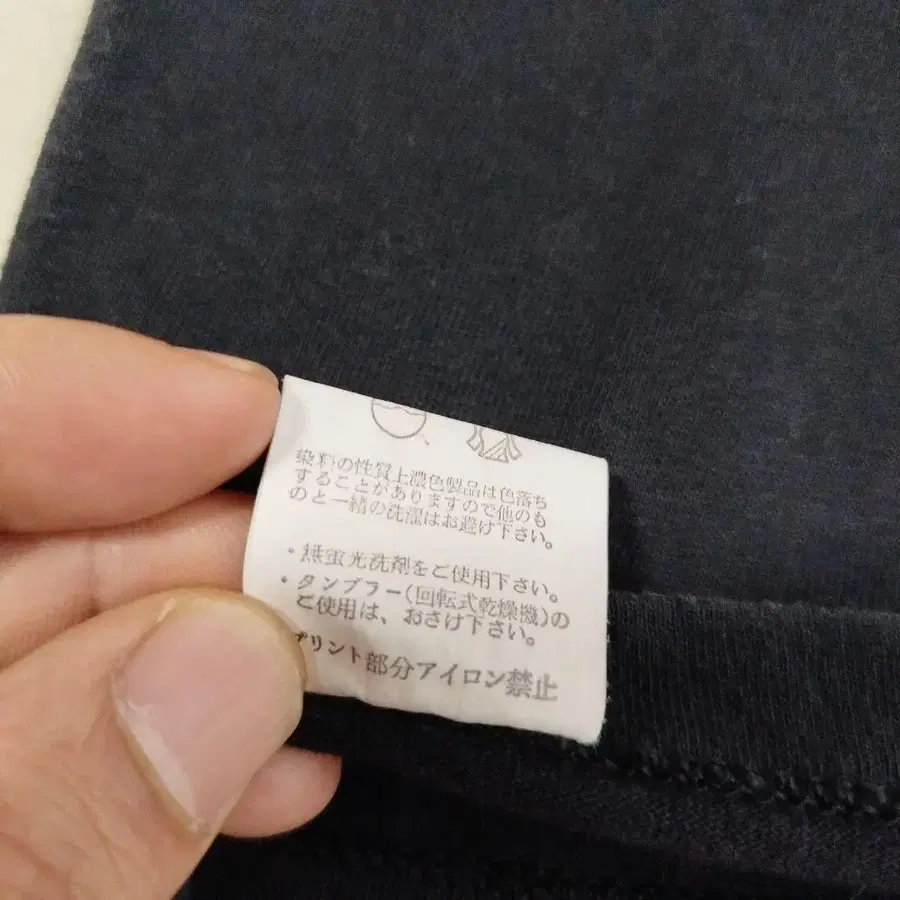 染料の性質上濃色製品は色落ち
することがありますので他のも
のと一緒の洗濯はお避け下さい。
・無蛍光洗剤をご使用下さい。
・タンブラー(回転式乾燥機)の
ご使用は、おさけ下さい。
プリント部分アイロン禁止